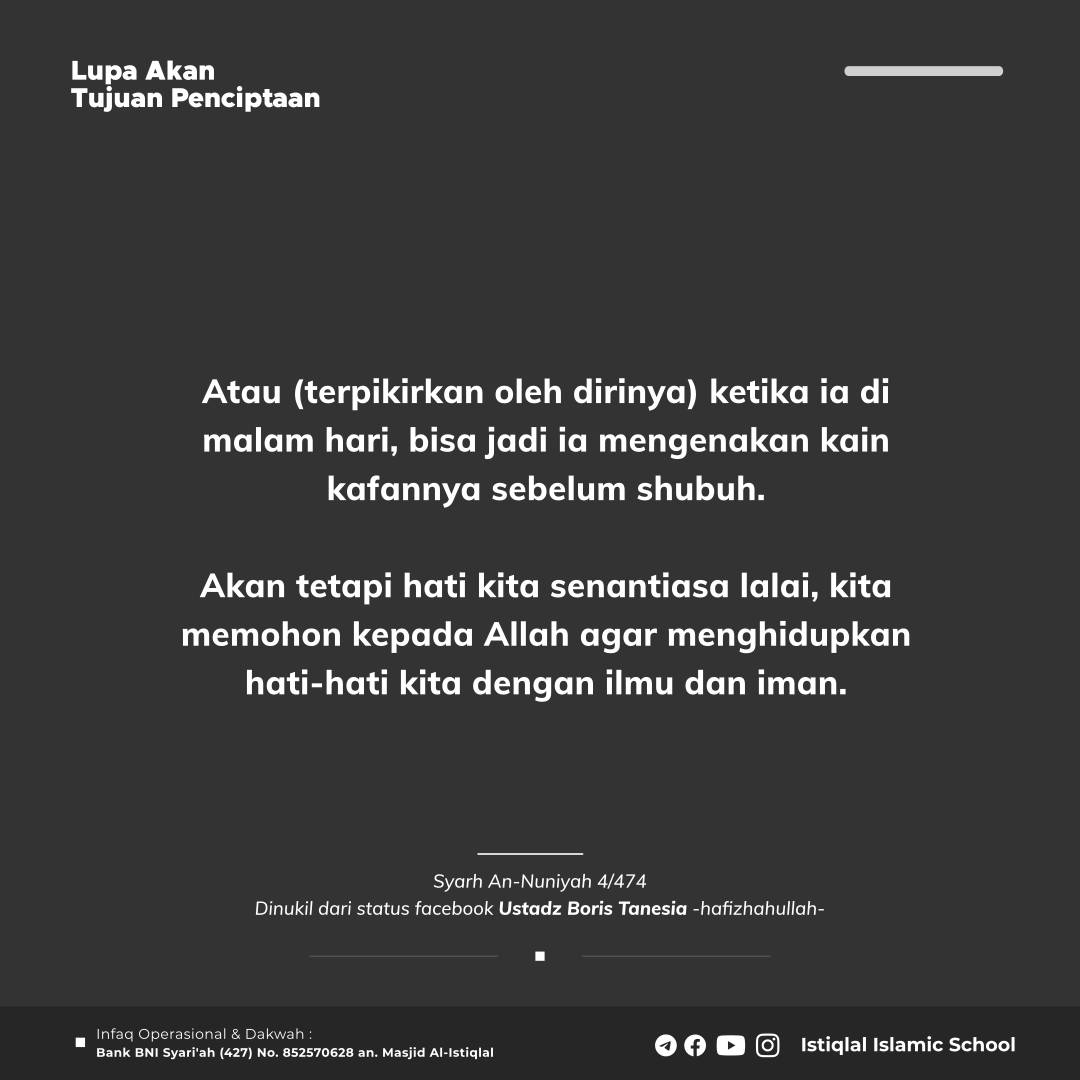 Lupa Akan
Tujuan Penciptaan
Atau (terpikirkan oleh dirinya) ketika ia di
malam hari, bisa jadi ia mengenakan kain
kafannya sebelum shubuh.
Akan tetapi hati kita senantiasa lalai, kita
memohon kepada Allah agar menghidupkan
hati-hati kita dengan ilmu dan iman.
Syarh An-Nuniyah 4/474
Dinukil dari status facebook Ustadz Boris Tanesia -hafizhahullah-
Infaq Operasional & Dakwah :
Bank BNI Syari'ah (427) No. 852570628 an. Masjid Al-Istiqlal
Istiqlal Islamic School